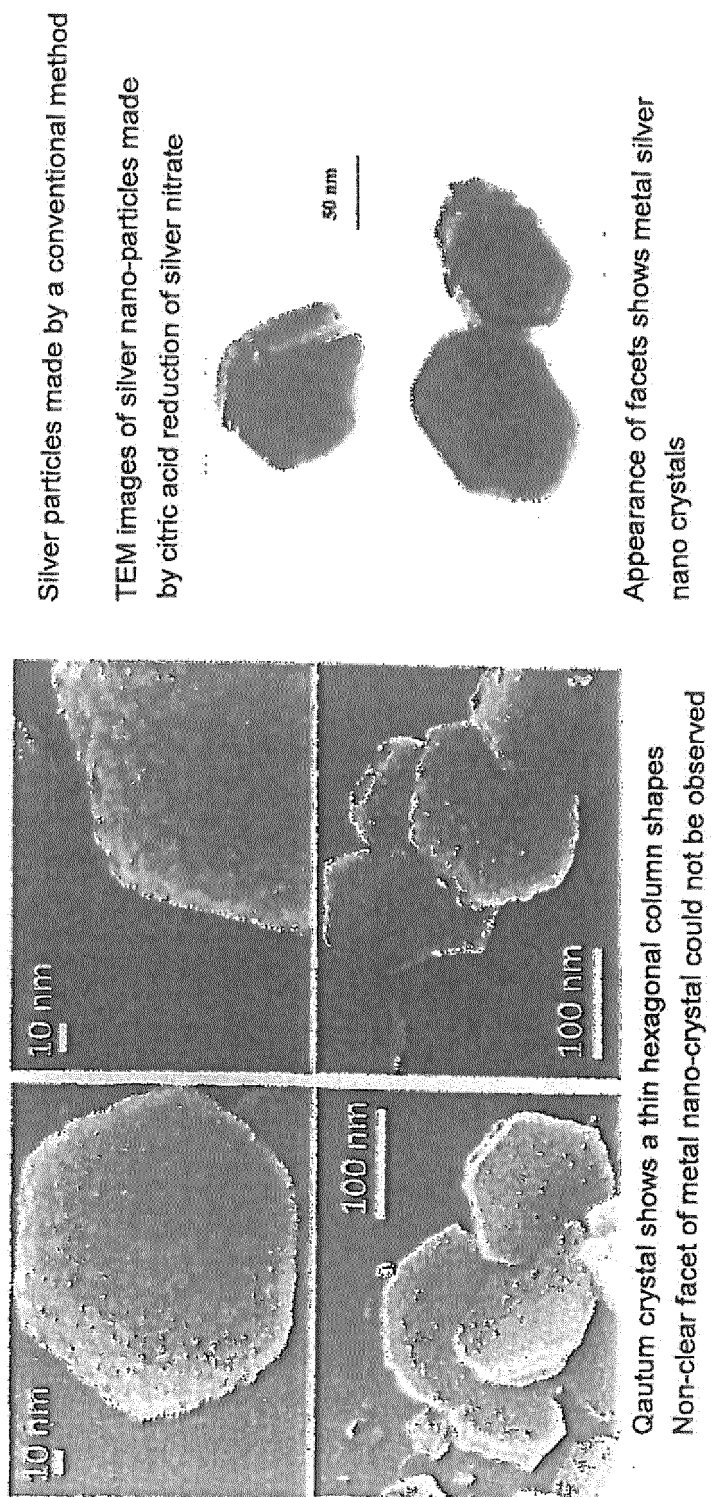 10 nm
10 nm
100 nm
100 nm
Qautum crystal shows a thin hexagonal column shapes
Non-clear facet of metal nano-crystal could not be observed
Silver particles made by a conventional method
TEM images of silver nano-particles made
by citric acid reduction of silver nitrate
50 nm
Appearance of facets shows metal silver
nano crystals